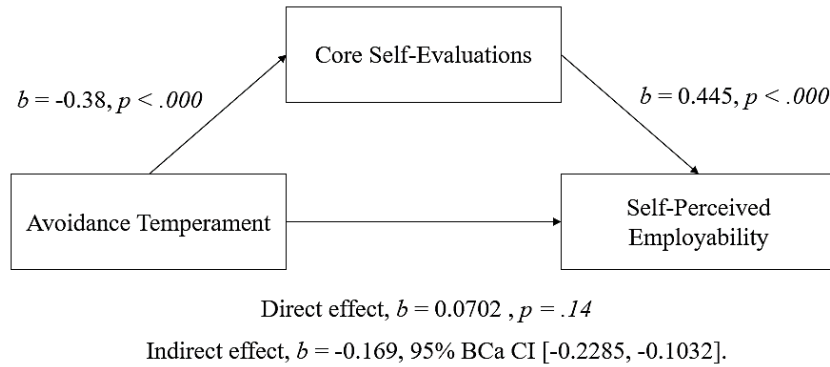 Core Self-Evaluations
b = -0.38, p < .000
b = 0.445, p < .000
Avoidance Temperament
Self-Perceived
Employability
Direct effect, b = 0.0702 , p = .14
Indirect effect, b = -0.169, 95% BCa CI [-0.2285, -0.1032].